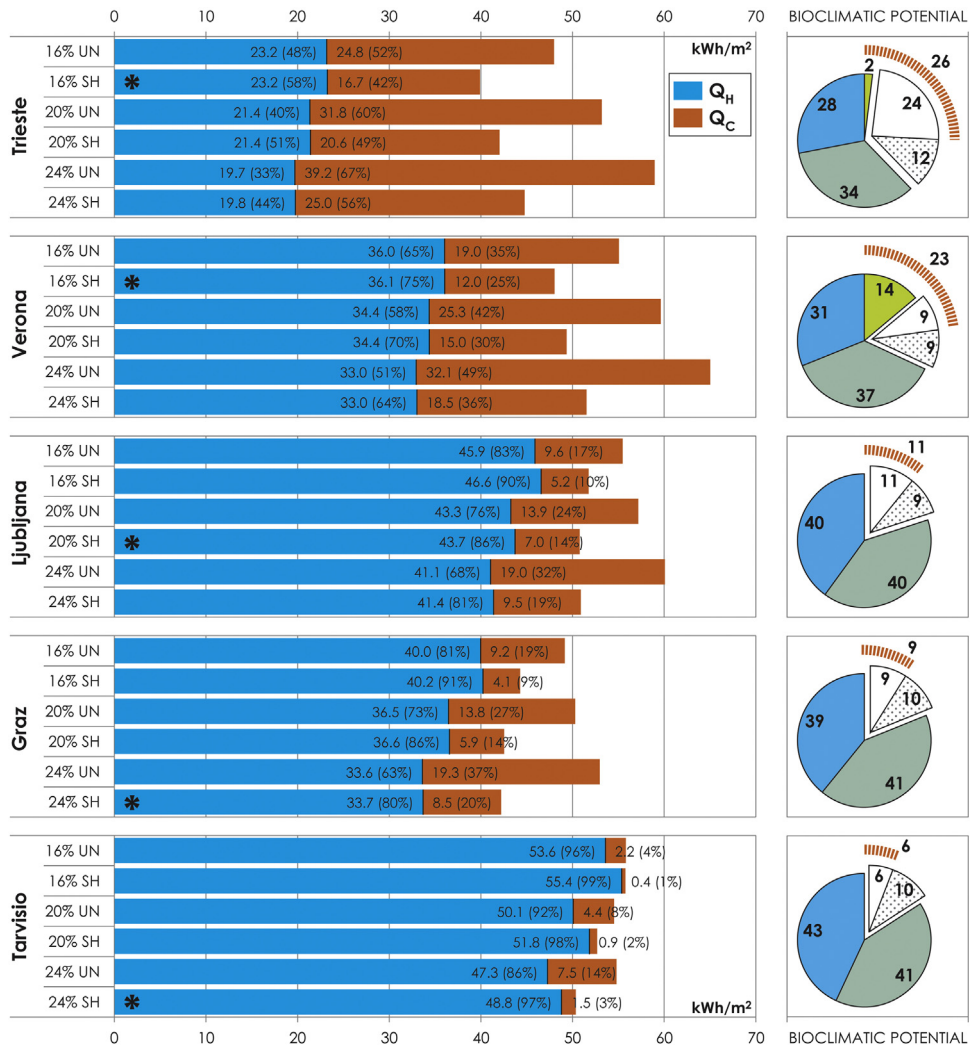 0 10 20 30 40 50 60 70 BIOCLIMATIC POTENTIAL
Trieste
16% UN 23.2 (48%) 24.8 (52%) kWh/m²
16% SH * 23.2 (58%) 16.7 (42%)
20% UN 21.4 (40%) 31.8 (60%)
20% SH 21.4 (51%) 20.6 (49%)
24% UN 19.7 (33%) 39.2 (67%)
24% SH 19.8 (44%) 25.0 (56%)
QH
QC
2 26
28 24
12
34
Verona
16% UN 36.0 (65%) 19.0 (35%)
16% SH * 36.1 (75%) 12.0 (25%)
20% UN 34.4 (58%) 25.3 (42%)
20% SH 34.4 (70%) 15.0 (30%)
24% UN 33.0 (51%) 32.1 (49%)
24% SH 33.0 (64%) 18.5 (36%)
23
14
31 9
9
37
Ljubljana
16% UN 45.9 (83%) 9.6 (17%)
16% SH 46.6 (90%) 5.2 (10%)
20% UN 43.3 (76%) 13.9 (24%)
20% SH * 43.7 (86%) 7.0 (14%)
24% UN 41.1 (68%) 19.0 (32%)
24% SH 41.4 (81%) 9.5 (19%)
11
11
9
40
40
Graz
16% UN 40.0 (81%) 9.2 (19%)
16% SH 40.2 (91%) 4.1 (9%)
20% UN 36.5 (73%) 13.8 (27%)
20% SH 36.6 (86%) 5.9 (14%)
24% UN 33.6 (63%) 19.3 (37%)
24% SH * 33.7 (80%) 8.5 (20%)
9
9
10
39
41
Tarvisio
16% UN 53.6 (96%) 2.2 (4%)
16% SH 55.4 (99%) 0.4 (1%)
20% UN 50.1 (92%) 4.4 (8%)
20% SH 51.8 (98%) 0.9 (2%)
24% UN 47.3 (86%) 7.5 (14%)
24% SH * 48.8 (97%) 1.5 (3%) kWh/m²
6
6
10
43
41
0 10 20 30 40 50 60 70 BIOCLIMATIC POTENTIAL